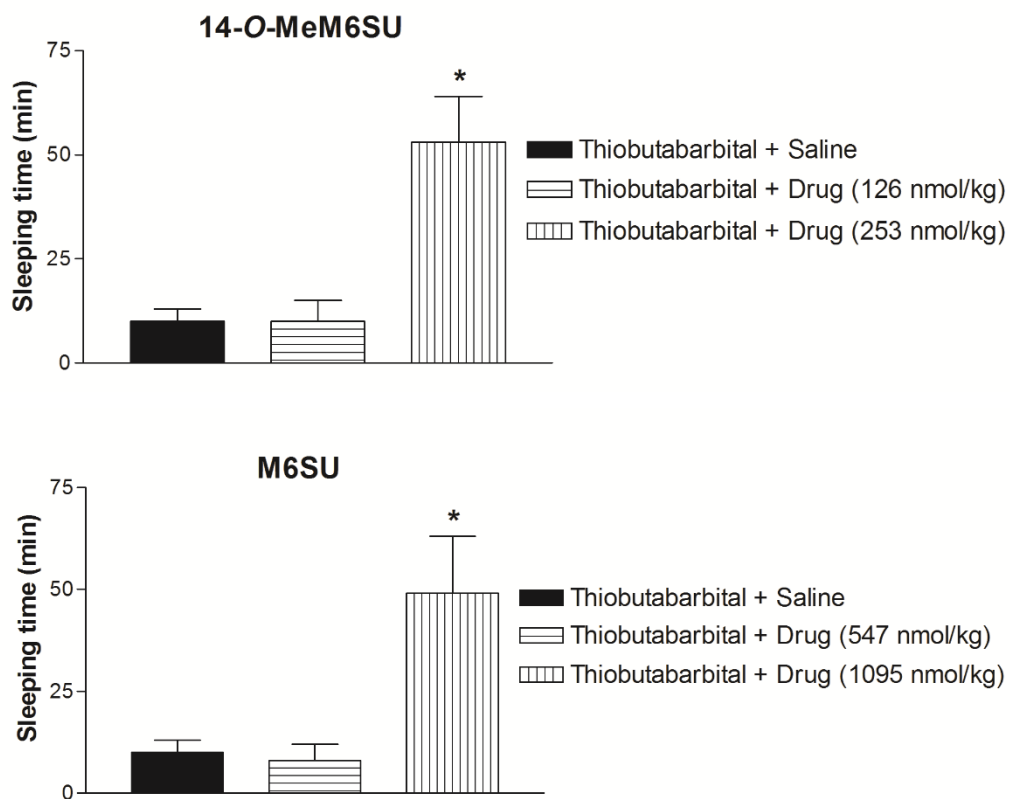 14-O-MeM6SU
75
50
25
0
Sleeping time (min)
*
Thiobutabarbital + Saline
Thiobutabarbital + Drug (126 nmol/kg)
Thiobutabarbital + Drug (253 nmol/kg)
M6SU
75
50
25
0
Sleeping time (min)
*
Thiobutabarbital + Saline
Thiobutabarbital + Drug (547 nmol/kg)
Thiobutabarbital + Drug (1095 nmol/kg)